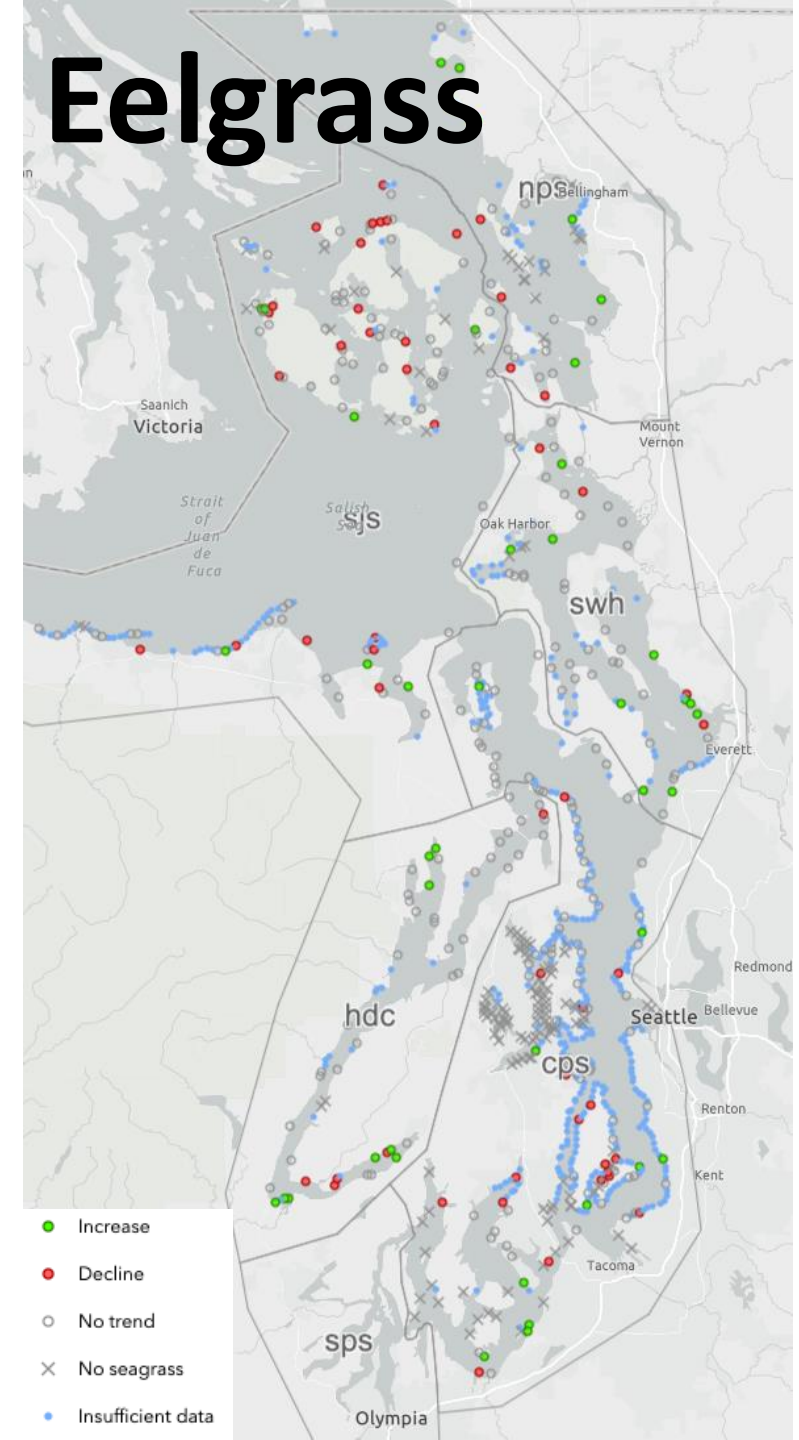 Eelgrass
an
nps
Bellingham
Saanich
Victoria
Mount
Vernon
Strait
of
Juan
de
Fuca
Salish
sjs
Oak Harbor
swh
Everett
Redmond
hdc
Seattle
Bellevue
cps
Renton
Kent
Tacoma
sps
Olympia
Increase
Decline
No trend
No seagrass
Insufficient data